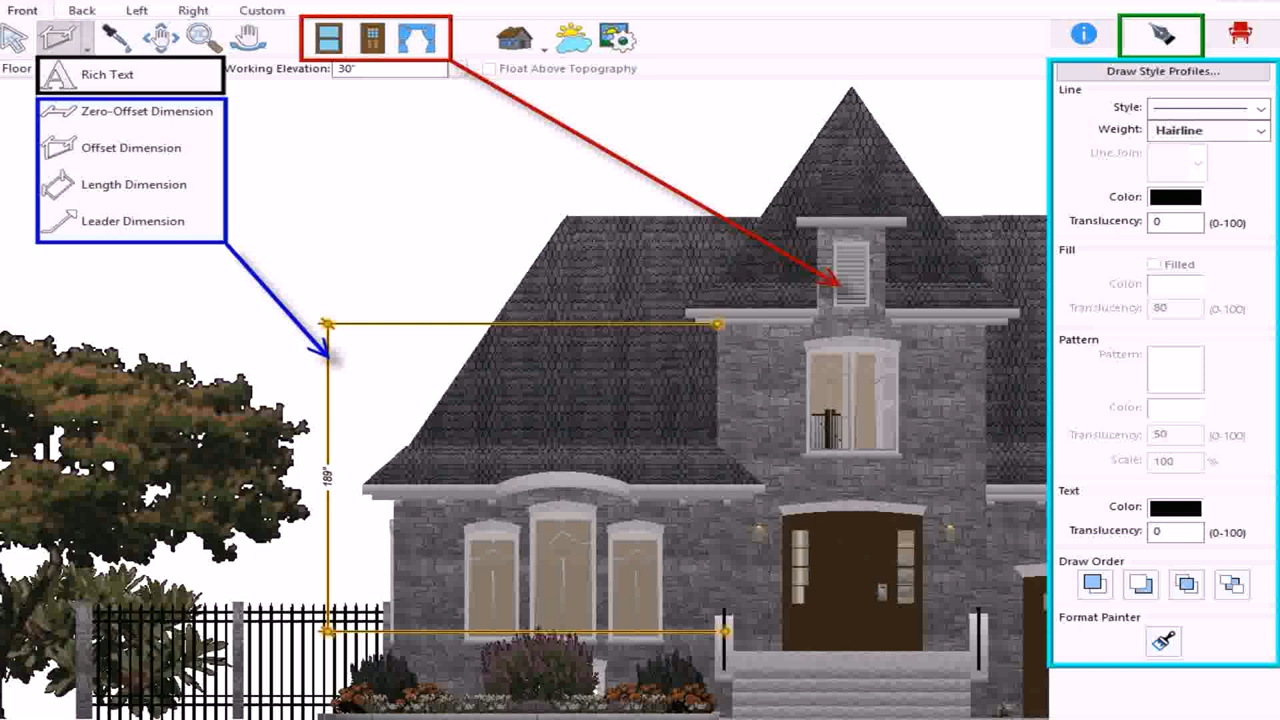 Front Back Left Right Custom
Floor
Working Elevation: 30"
Float Above Topography
Rich Text
Zero-Offset Dimension
Offset Dimension
Length Dimension
Leader Dimension
189"
Draw Style Profiles...
Line
Style:
Weight: Hairline
Line Join:
Color:
Translucency: 0 (0-100)
Fill
Filled
Color:
Translucency: 80 (0-100)
Pattern
Pattern:
Color:
Translucency: 50 (0-100)
Scale: 100 %
Text
Color:
Translucency: 0 (0-100)
Draw Order
Format Painter